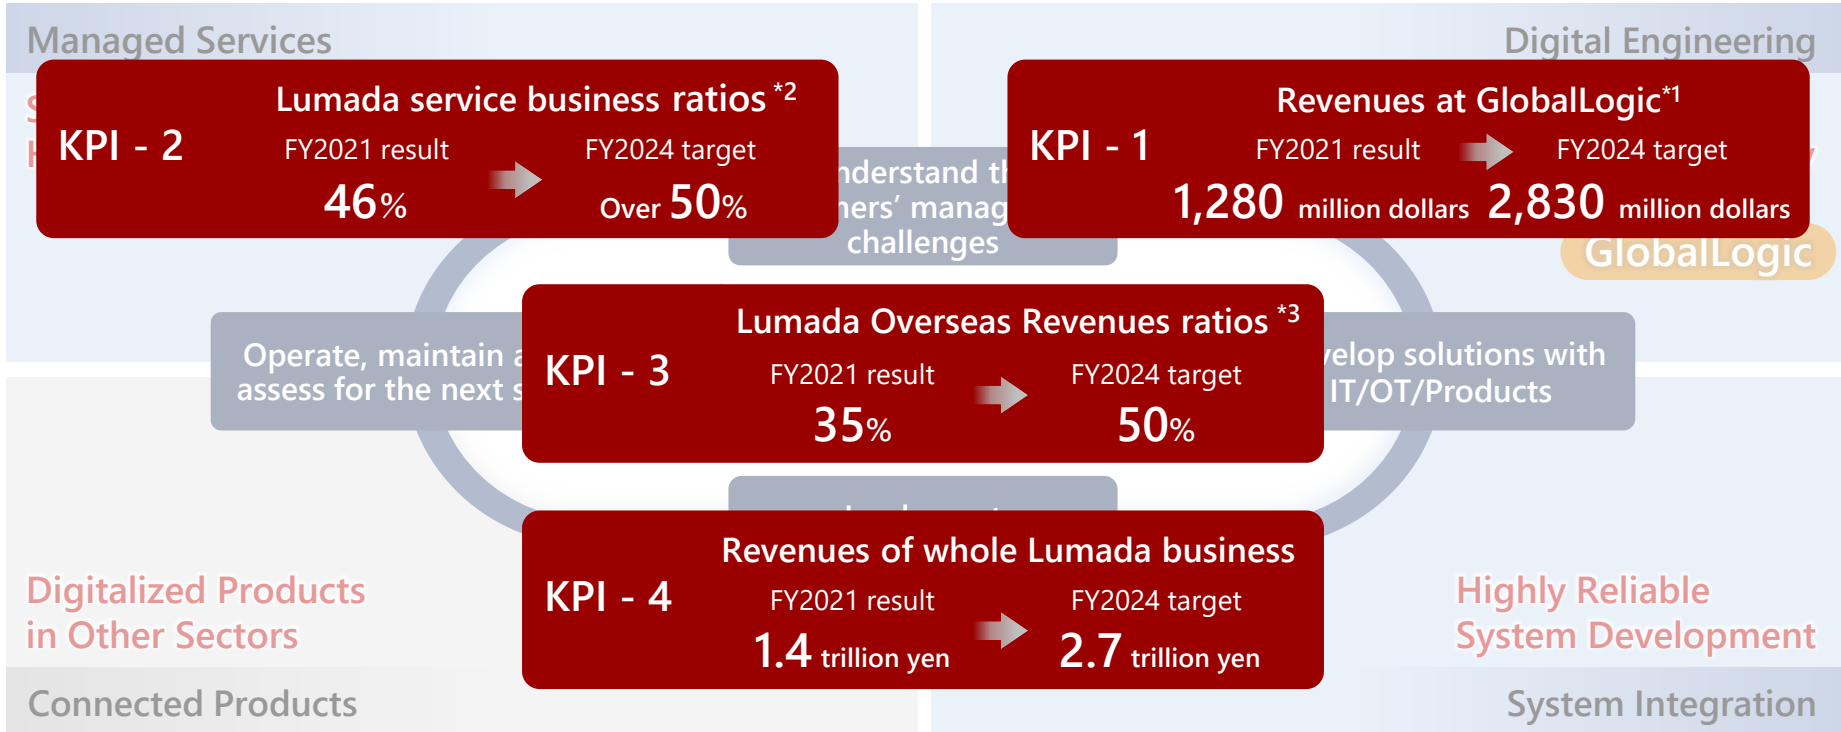 Managed Services
Digital Engineering
Lumada service business ratios *2
KPI - 2
FY2021 result
FY2024 target
46%
Over 50%
Revenues at GlobalLogic*1
KPI - 1
FY2021 result
FY2024 target
1,280 million dollars
2,830 million dollars
challenges
GlobalLogic
Operate, maintain
assess for the next
Lumada Overseas Revenues ratios *3
KPI - 3
FY2021 result
FY2024 target
35%
50%
solutions with
IT/OT/Products
Revenues of whole Lumada business
KPI - 4
FY2021 result
FY2024 target
1.4 trillion yen
2.7 trillion yen
Digitalized Products
in Other Sectors
Highly Reliable
System Development
Connected Products
System Integration